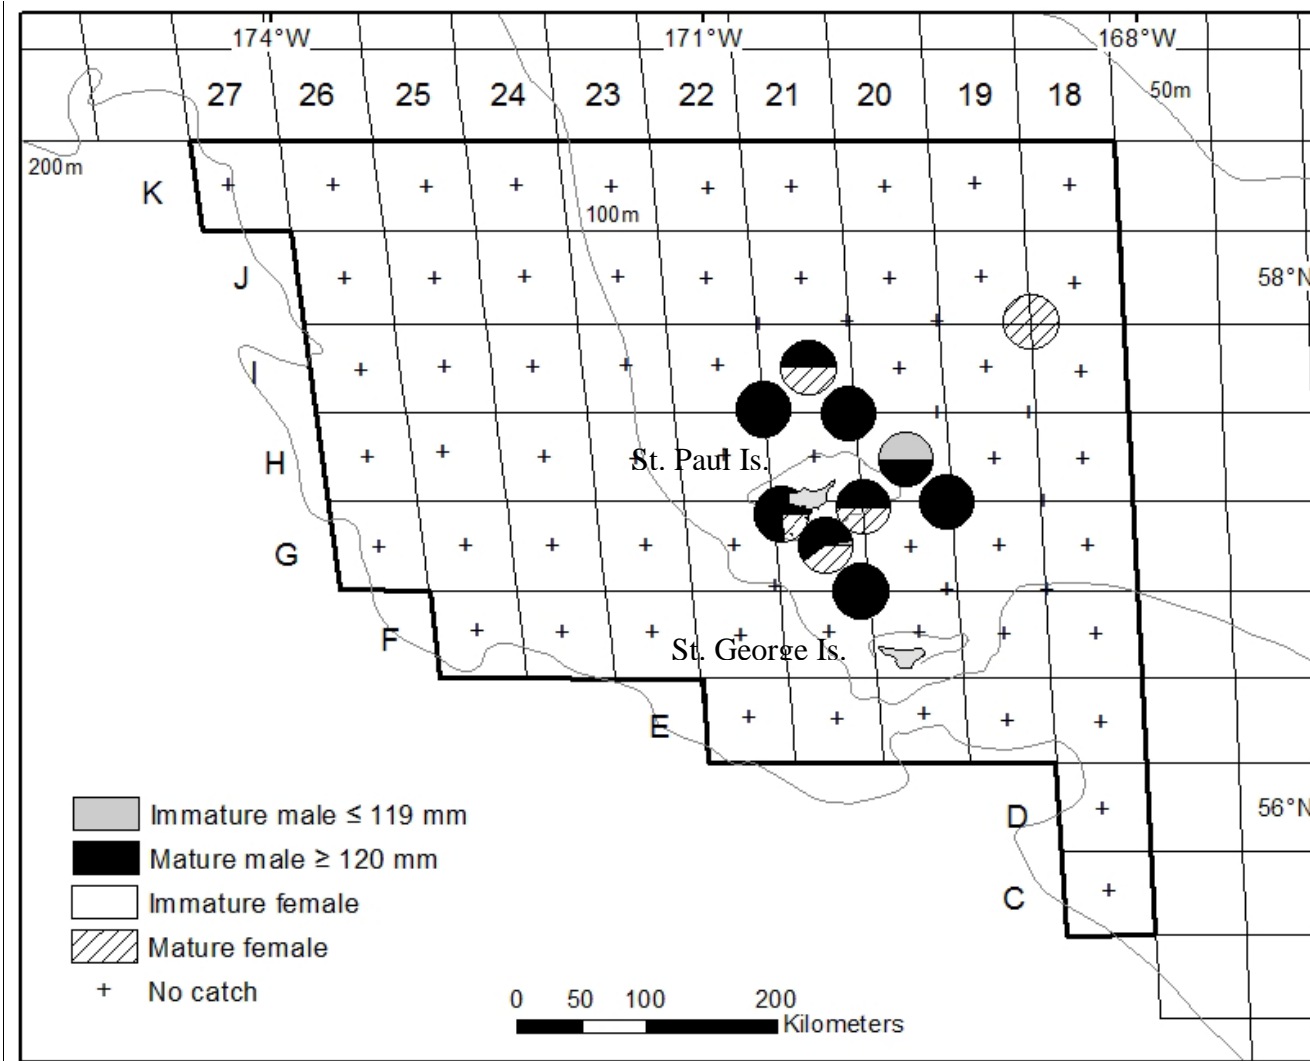 174°W 171°W 168°W
27 26 25 24 23 22 21 20 19 18
50m
200m
K
100m
J
58°N
I
H
St. Paul Is.
G
F
St. George Is.
E
D
56°N
C
Immature male ≤ 119 mm
Mature male ≥ 120 mm
Immature female
Mature female
+ No catch
0 50 100 200
Kilometers